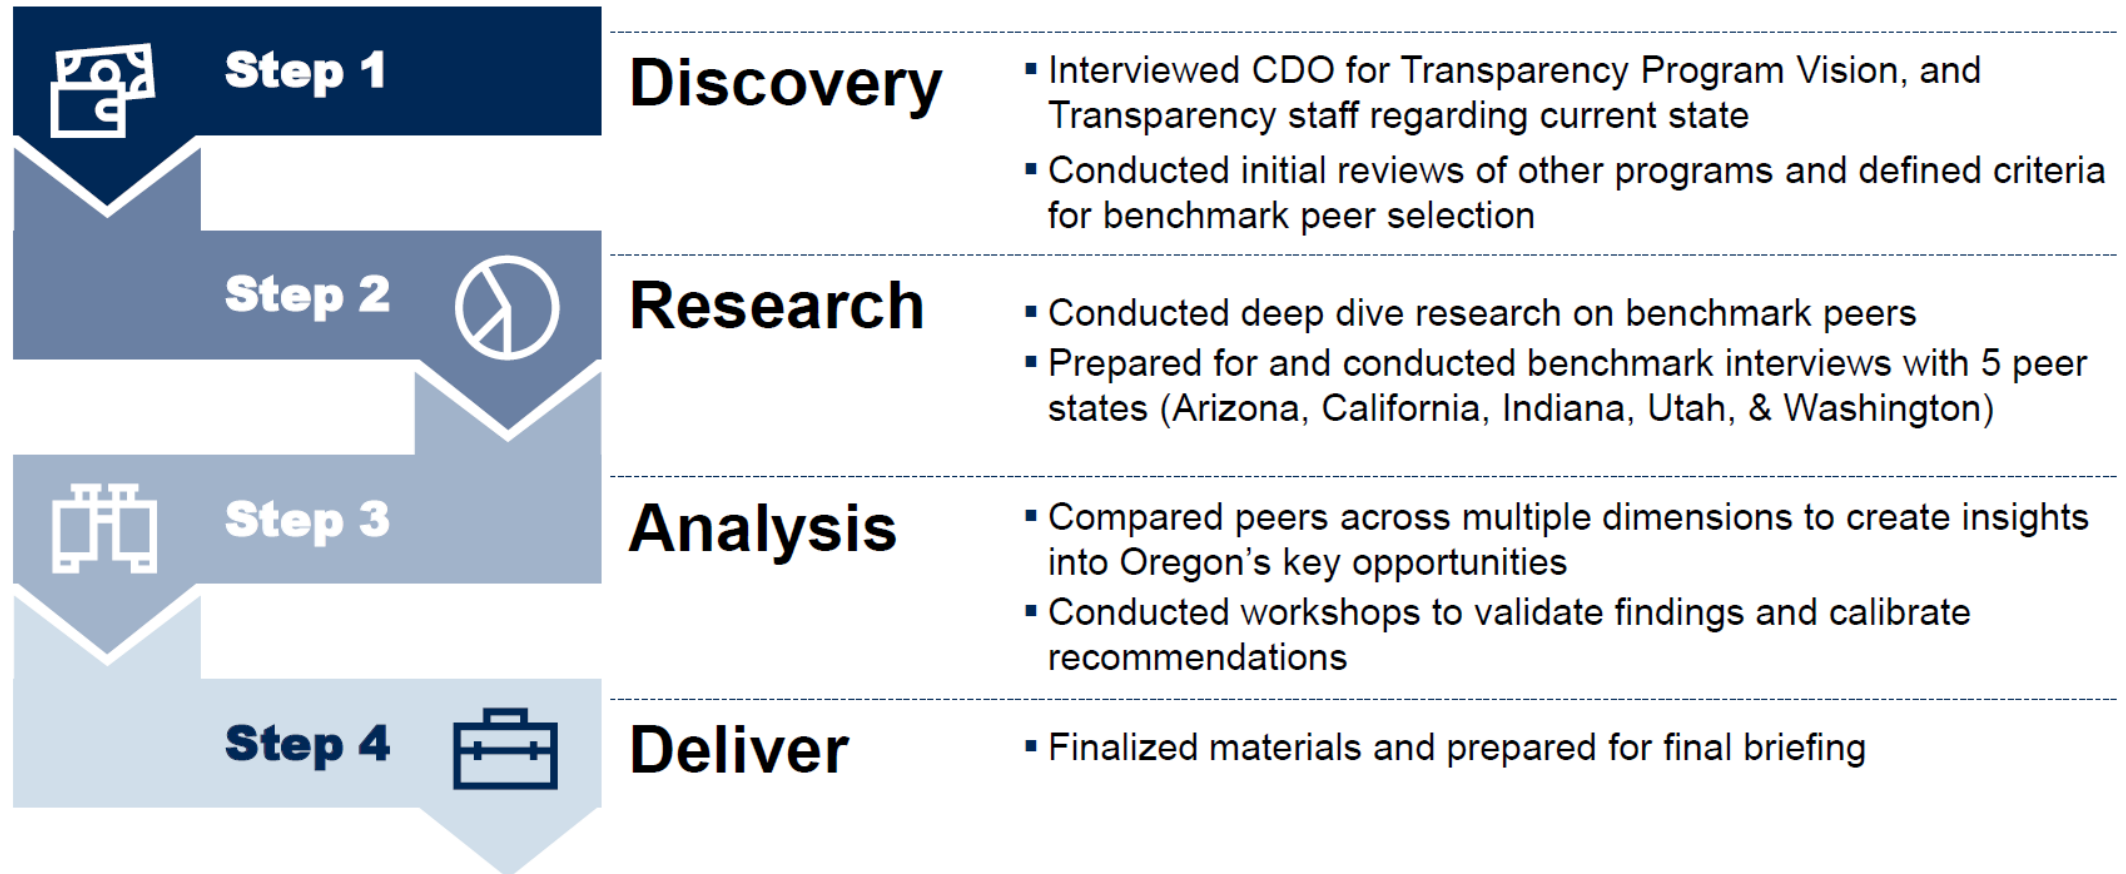 Step 1
Discovery
▪ Interviewed CDO for Transparency Program Vision, and
Transparency staff regarding current state
▪ Conducted initial reviews of other programs and defined criteria
for benchmark peer selection
Step 2
Research
▪ Conducted deep dive research on benchmark peers
▪ Prepared for and conducted benchmark interviews with 5 peer
states (Arizona, California, Indiana, Utah, & Washington)
Step 3
Analysis
▪ Compared peers across multiple dimensions to create insights
into Oregon’s key opportunities
▪ Conducted workshops to validate findings and calibrate
recommendations
Step 4
Deliver
▪ Finalized materials and prepared for final briefing